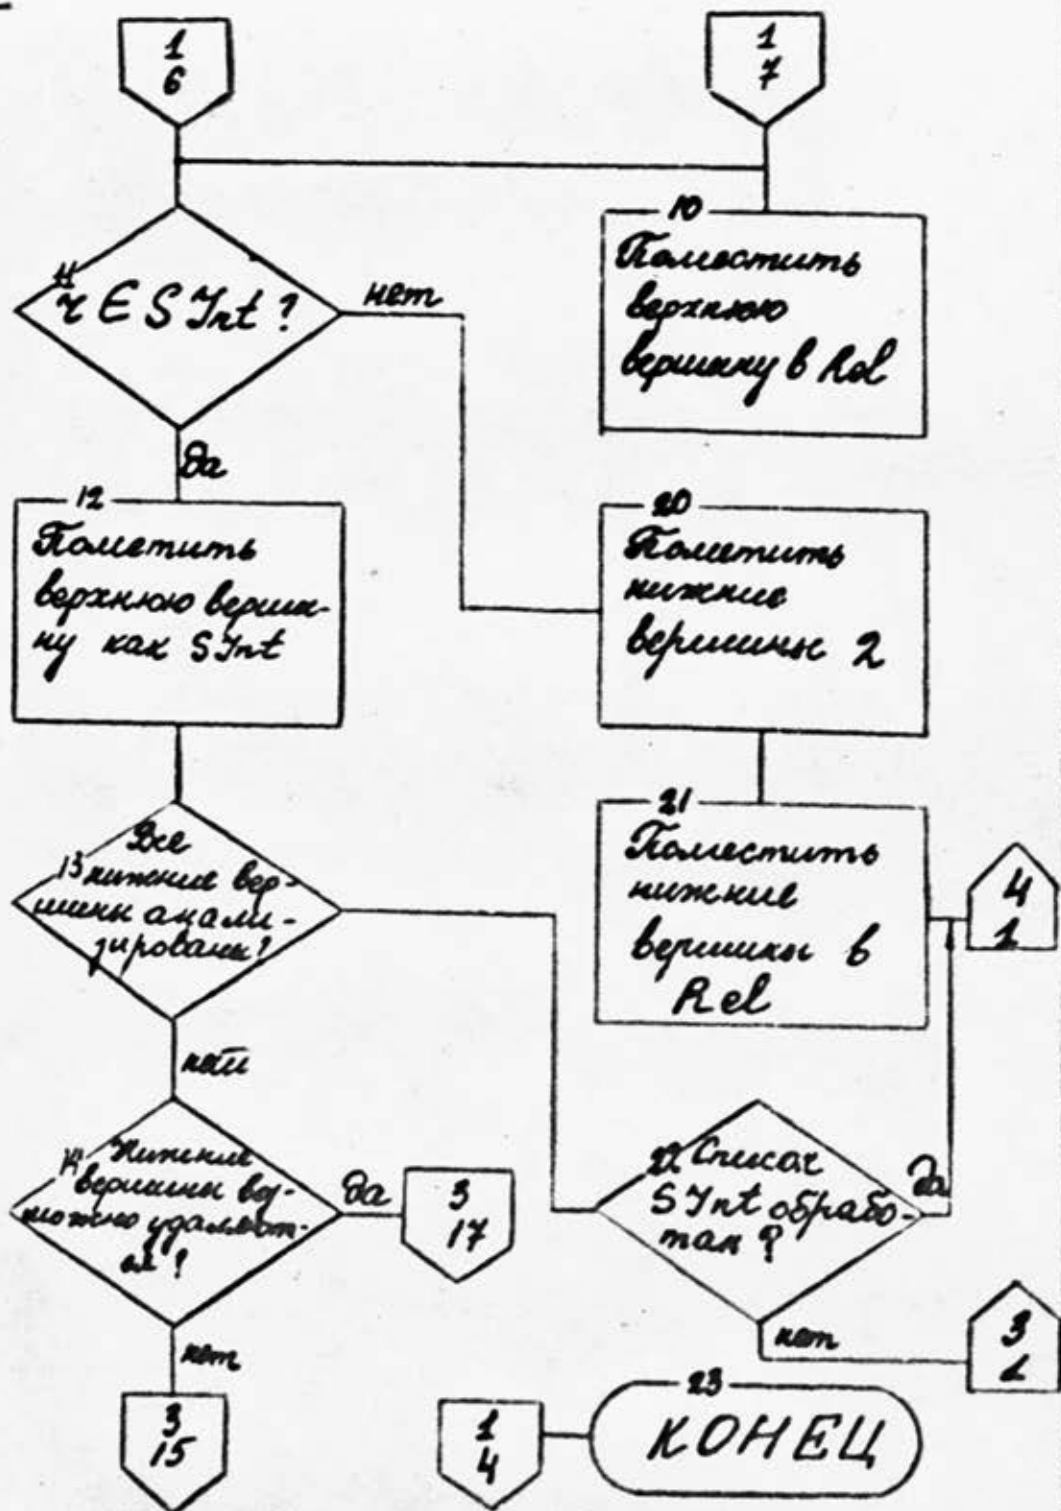 1
6
1
7
10
Поместить
верхнюю
вершину в Rel
11
r ∈ SInt?
нет
да
12
Пометить
верхнюю верши-
ну как SInt
20
Пометить
нижние
вершины 2
13 Все
нижние вер-
шины анали-
зированы?
21
Поместить
нижние
вершины в
Rel
4
1
нет
14 Нижние
вершины воз-
можно удаляют-
ся?
да
3
17
22 Список
SInt обрабо-
тан?
да
нет
3
1
нет
3
15
1
4
23
КОНЕЦ